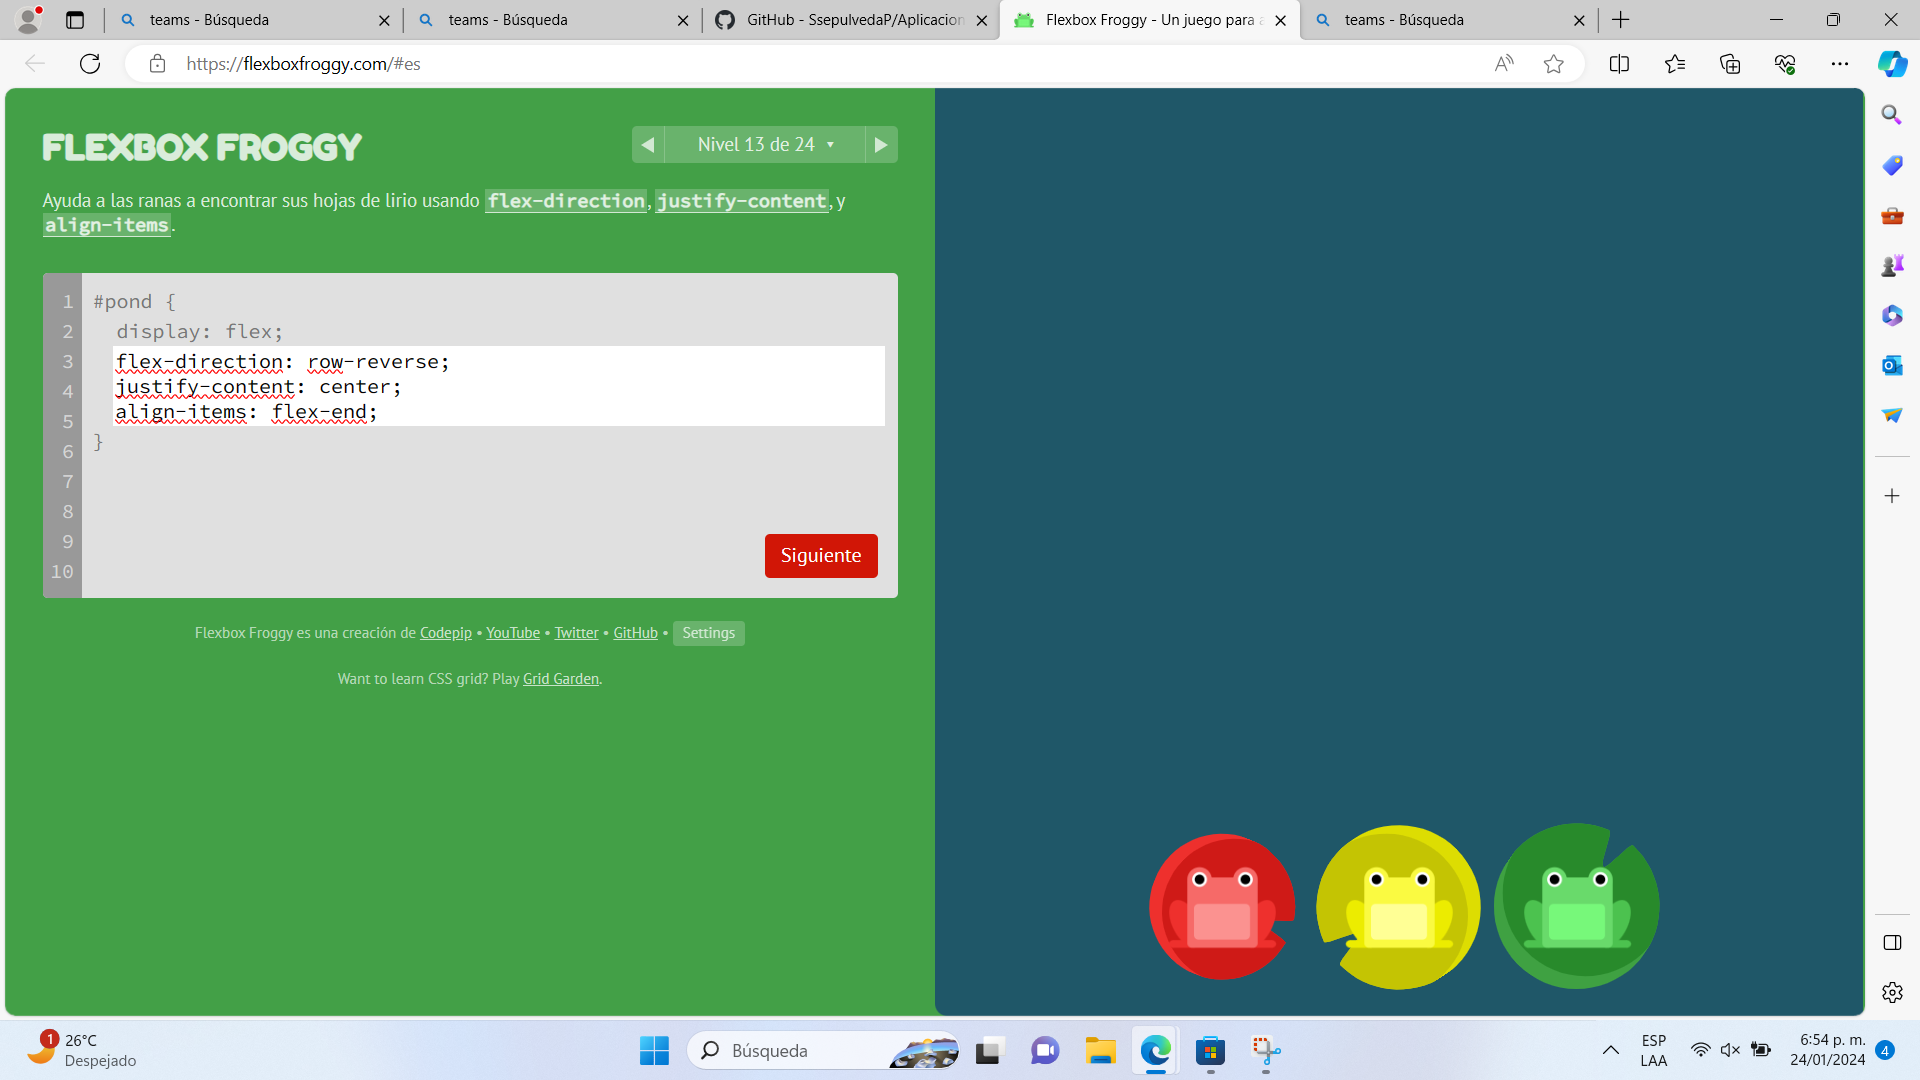 teams - Búsqueda
teams - Búsqueda
GitHub - SsepulvedaP/Aplicacion
Flexbox Froggy - Un juego para a
teams - Búsqueda
https://flexboxfroggy.com/#es
FLEXBOX FROGGY
Nivel 13 de 24
Ayuda a las ranas a encontrar sus hojas de lirio usando flex-direction, justify-content, y
align-items.
1 #pond {
2 display: flex;
3 flex-direction: row-reverse;
4 justify-content: center;
5 align-items: flex-end;
6 }
7
8
9
10
Siguiente
Flexbox Froggy es una creación de Codepip • YouTube • Twitter • GitHub • Settings
Want to learn CSS grid? Play Grid Garden.
1
26°C
Despejado
Búsqueda
ESP
LAA
6:54 p. m.
24/01/2024
4